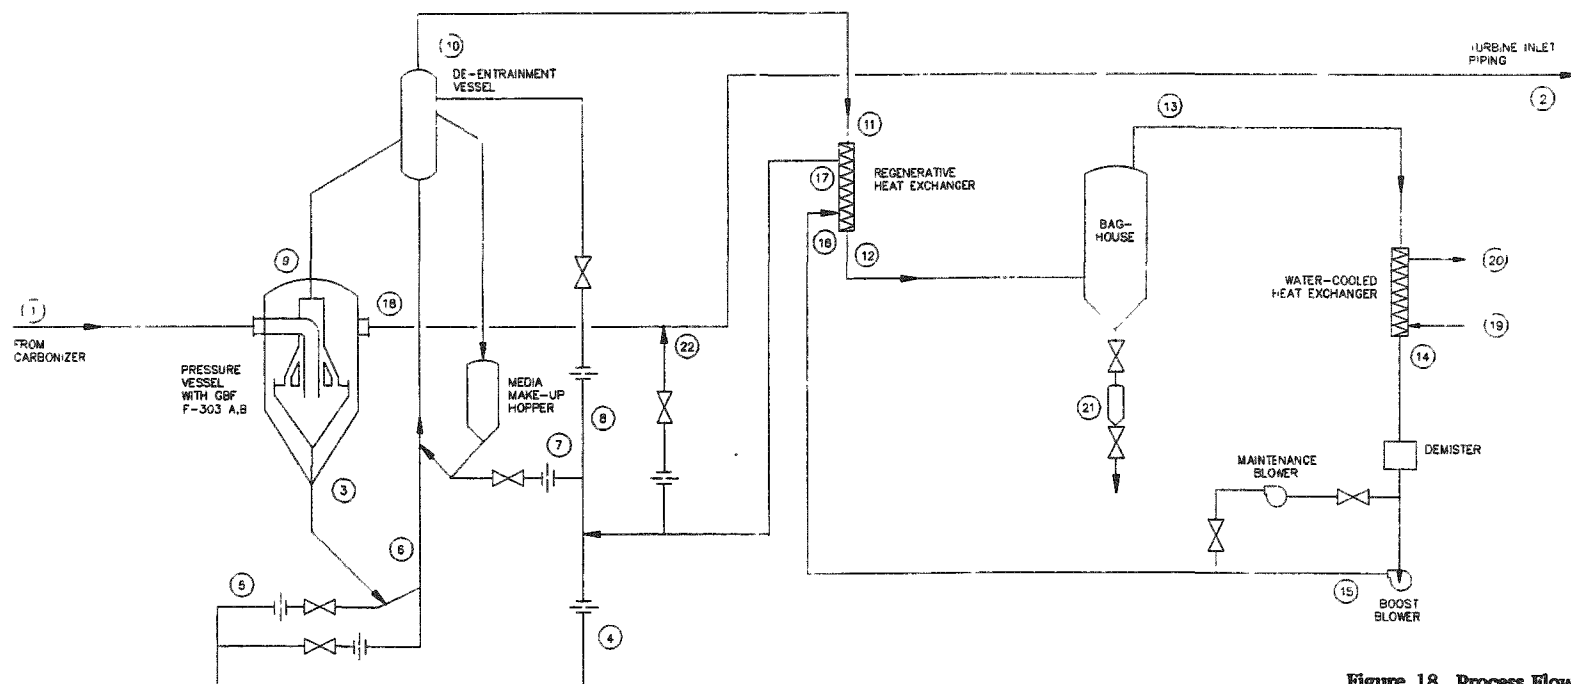 10
DE-ENTRAINMENT
VESSEL
TURBINE INLET
PIPING
2
13
11
17
REGENERATIVE
HEAT EXCHANGER
16
12
BAG-
HOUSE
9
18
1
FROM
CARBONIZER
20
WATER-COOLED
HEAT EXCHANGER
19
14
22
PRESSURE
VESSEL
WITH GBF
F-303 A,B
MEDIA
MAKE-UP
HOPPER
8
21
7
3
DEMISTER
MAINTENANCE
BLOWER
6
5
15
BOOST
BLOWER
4
Figure 18 Process Flow